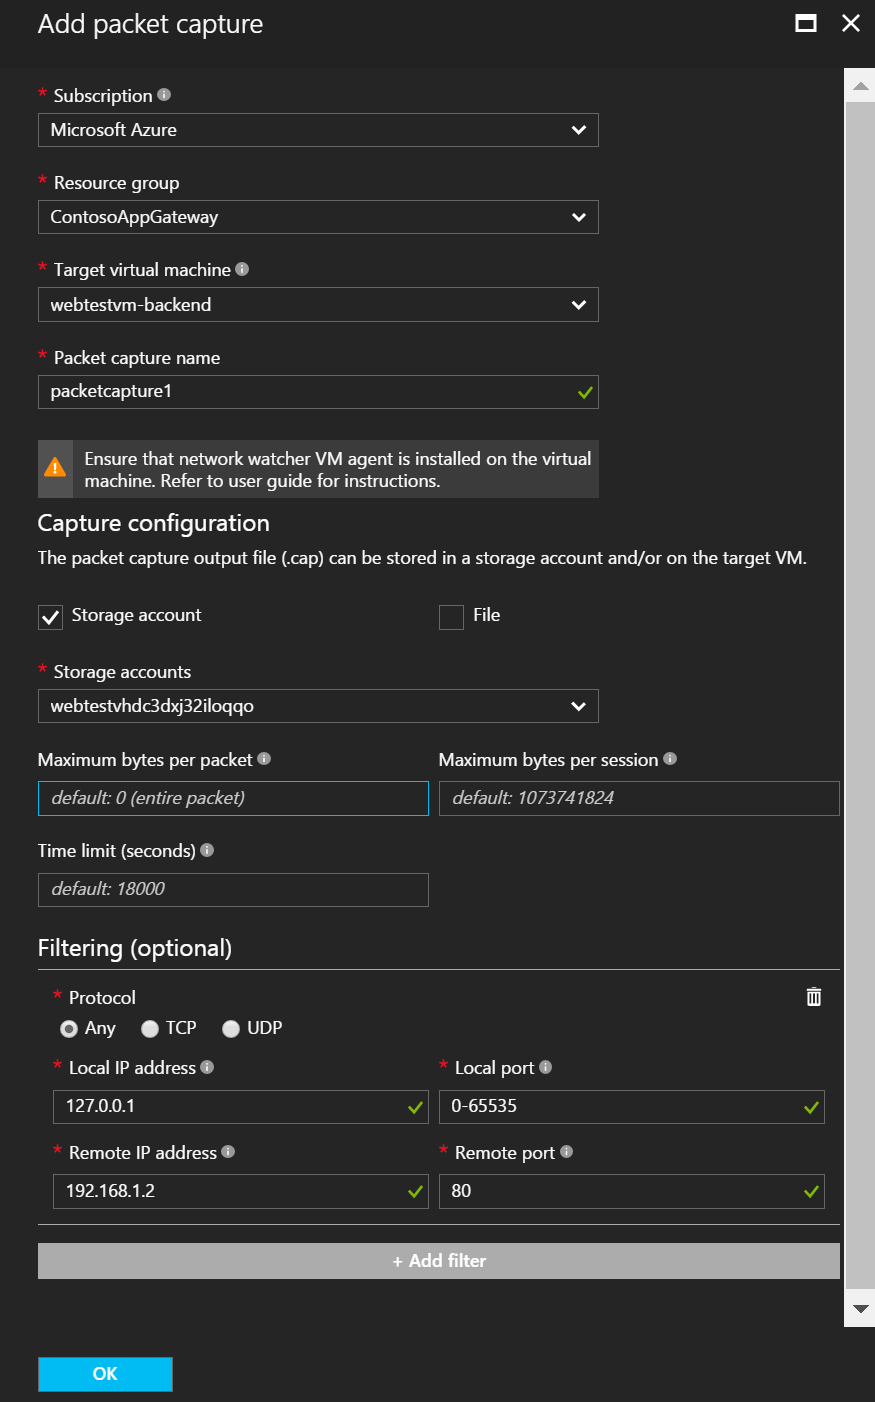 Add packet capture
* Subscription
Microsoft Azure
* Resource group
ContosoAppGateway
* Target virtual machine
webtestvm-backend
* Packet capture name
packetcapture1
Ensure that network watcher VM agent is installed on the virtual
machine. Refer to user guide for instructions.
Capture configuration
The packet capture output file (.cap) can be stored in a storage account and/or on the target VM.
Storage account File
* Storage accounts
webtestvhdc3dxj32iloqqo
Maximum bytes per packet Maximum bytes per session
default: 0 (entire packet) default: 1073741824
Time limit (seconds)
default: 18000
Filtering (optional)
* Protocol
Any TCP UDP
* Local IP address * Local port
127.0.0.1 0-65535
* Remote IP address * Remote port
192.168.1.2 80
+ Add filter
OK